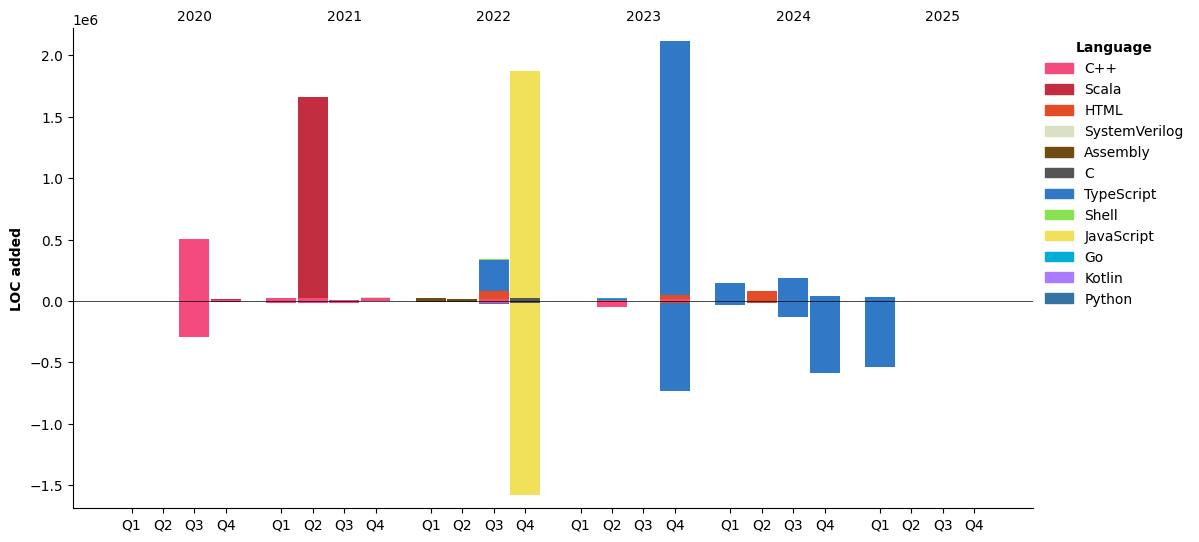 1e6
2020 2021 2022 2023 2024 2025
LOC added
2.0
1.5
1.0
0.5
0.0
−0.5
−1.0
−1.5
Q1 Q2 Q3 Q4 Q1 Q2 Q3 Q4 Q1 Q2 Q3 Q4 Q1 Q2 Q3 Q4 Q1 Q2 Q3 Q4 Q1 Q2 Q3 Q4
Language
C++
Scala
HTML
SystemVerilog
Assembly
C
TypeScript
Shell
JavaScript
Go
Kotlin
Python